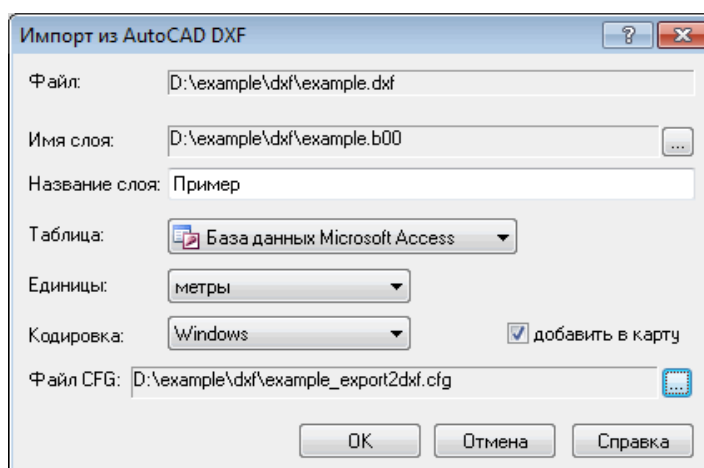 Импорт из AutoCAD DXF
Файл: D:\example\dxf\example.dxf
Имя слоя: D:\example\dxf\example.b00 ...
Название слоя: Пример
Таблица: База данных Microsoft Access
Единицы: метры
Кодировка: Windows добавить в карту
Файл CFG: D:\example\dxf\example_export2dxf.cfg ...
OK Отмена Справка